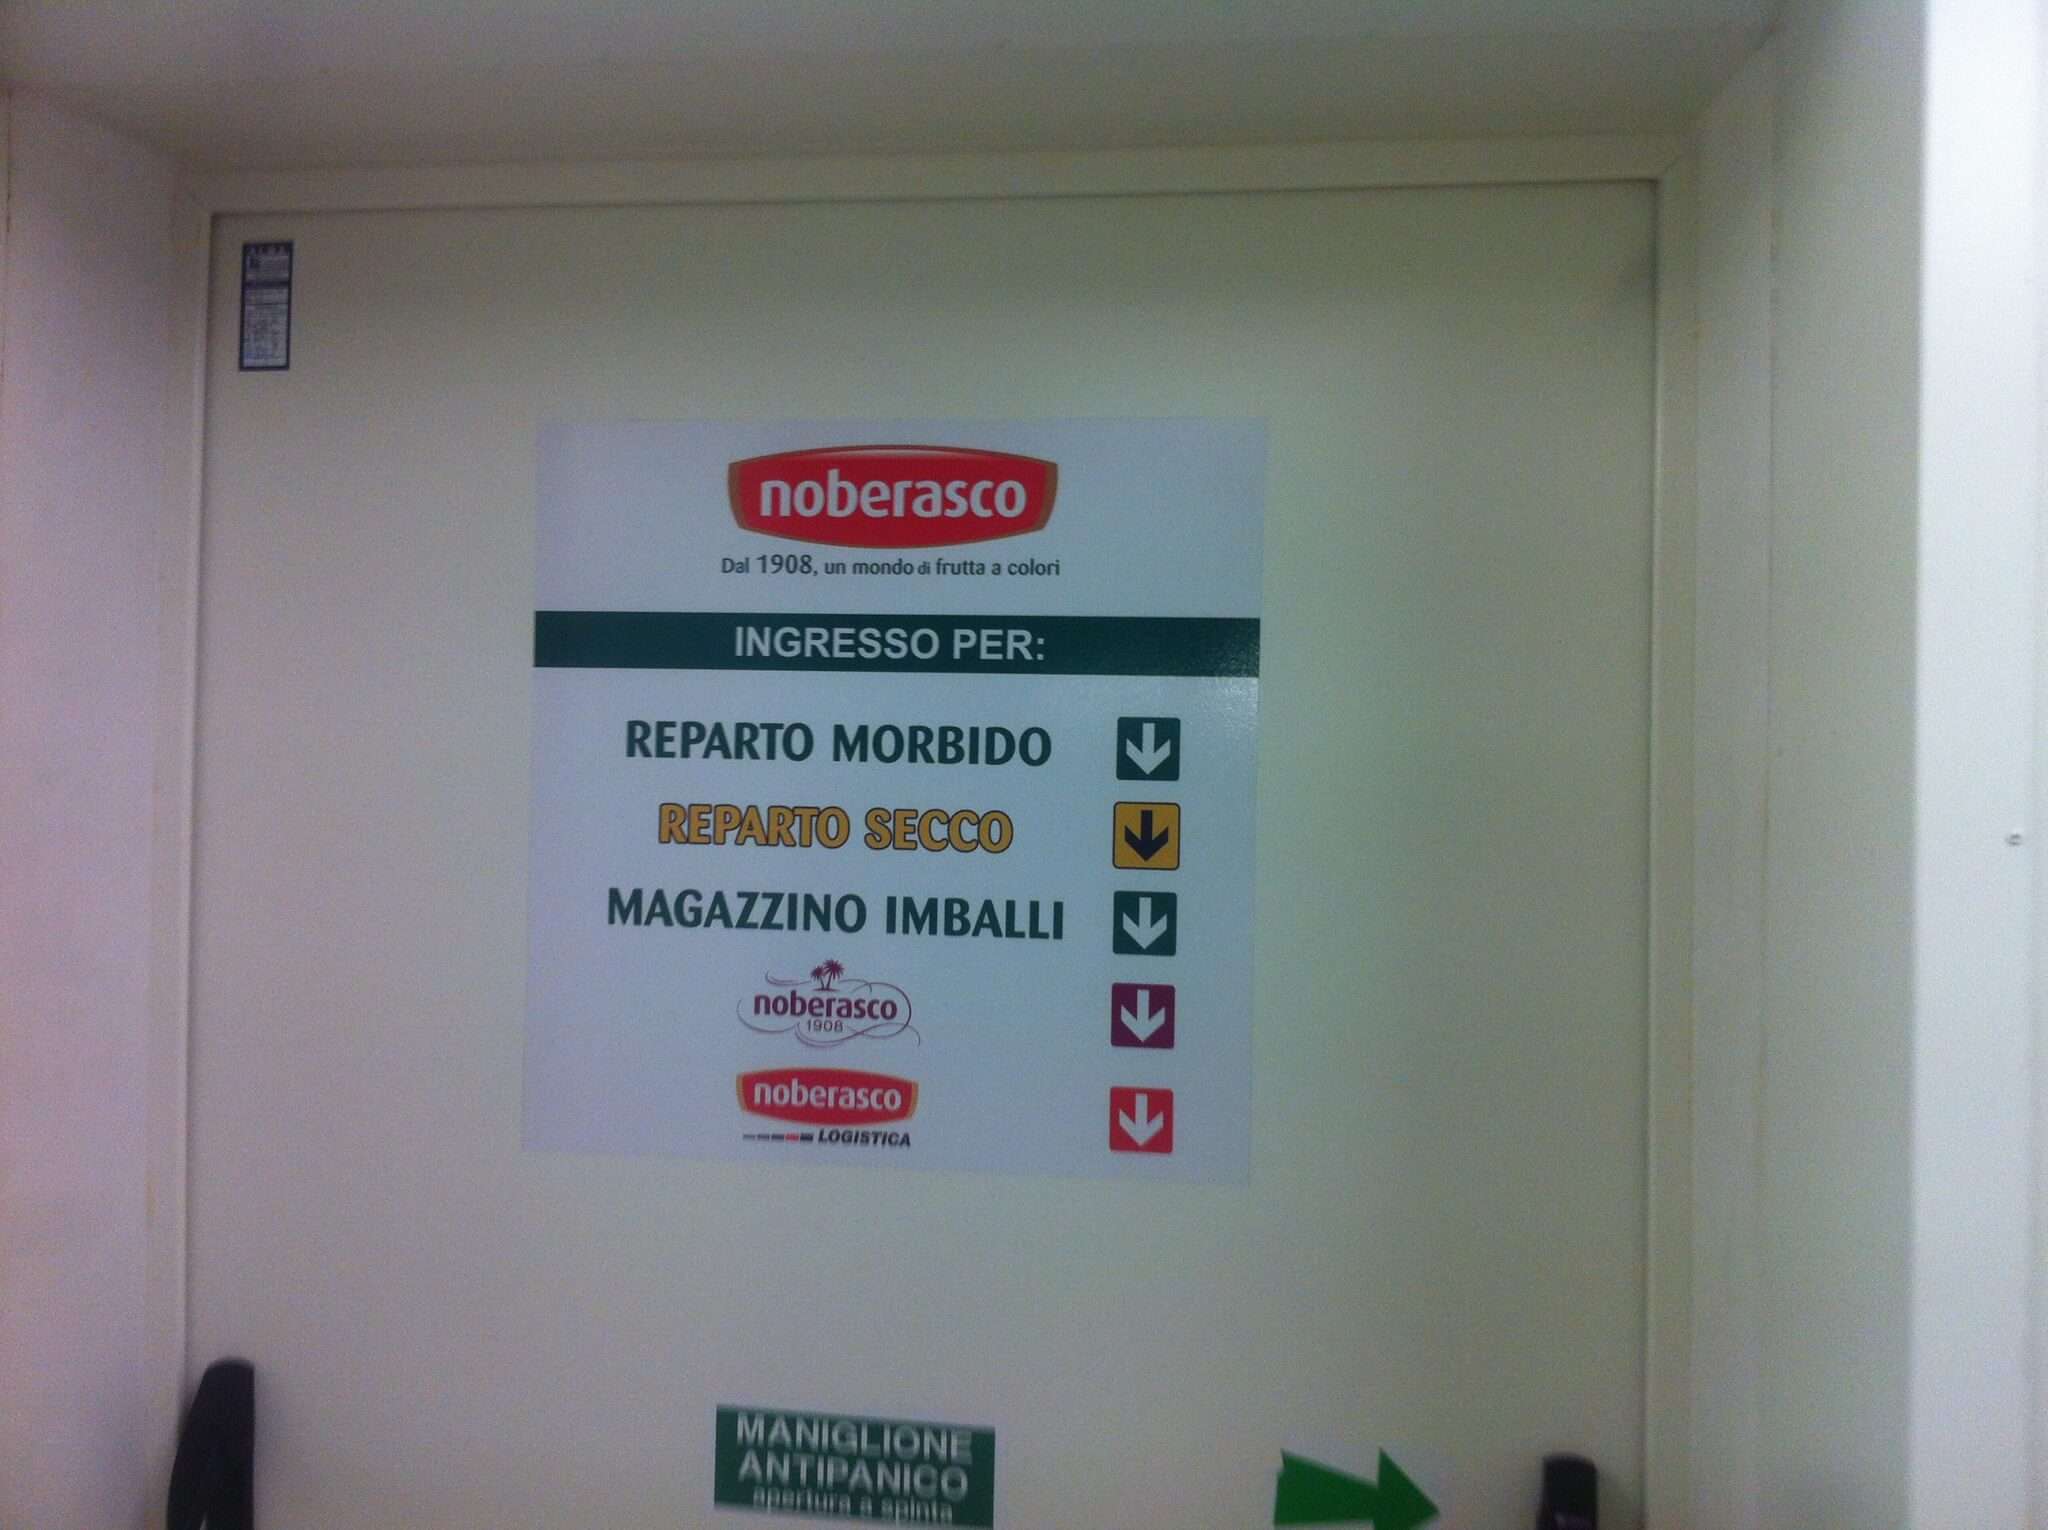 noberasco
Dal 1908, un mondo di frutta a colori
INGRESSO PER:
REPARTO MORBIDO
REPARTO SECCO
MAGAZZINO IMBALLI
noberasco
1908
noberasco
LOGISTICA
MANIGLIONE
ANTIPANICO
apertura a spinta